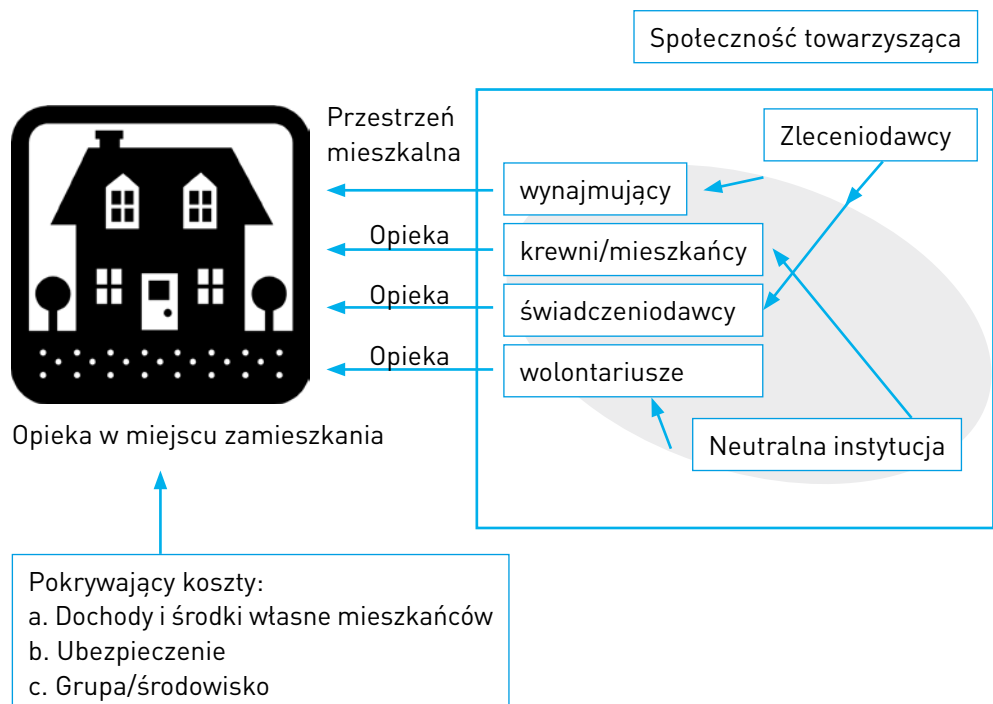 Społeczność towarzysząca
Przestrzeń
mieszkalna
Zleceniodawcy
wynajmujący
Opieka
krewni/mieszkańcy
Opieka
świadczeniodawcy
Opieka
wolontariusze
Neutralna instytucja
Opieka w miejscu zamieszkania
Pokrywający koszty:
a. Dochody i środki własne mieszkańców
b. Ubezpieczenie
c. Grupa/środowisko